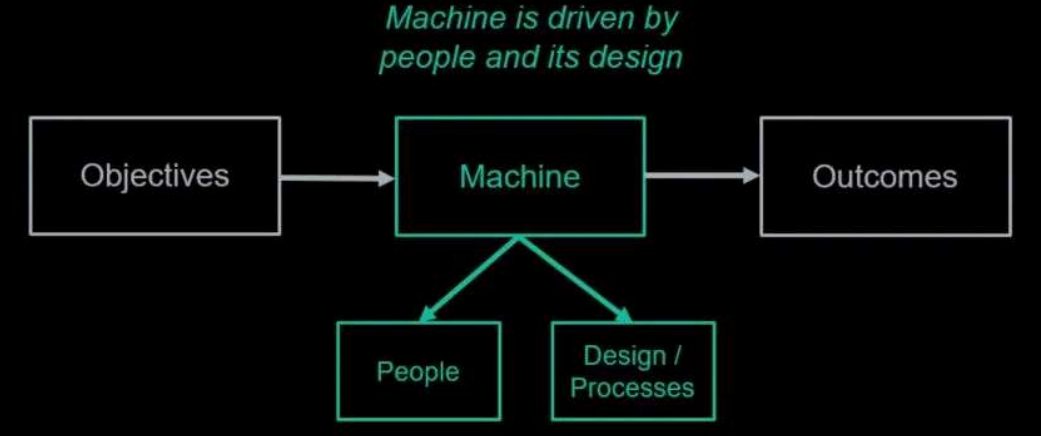 Machine is driven by
people and its design
Objectives
Machine
Outcomes
People
Design /
Processes